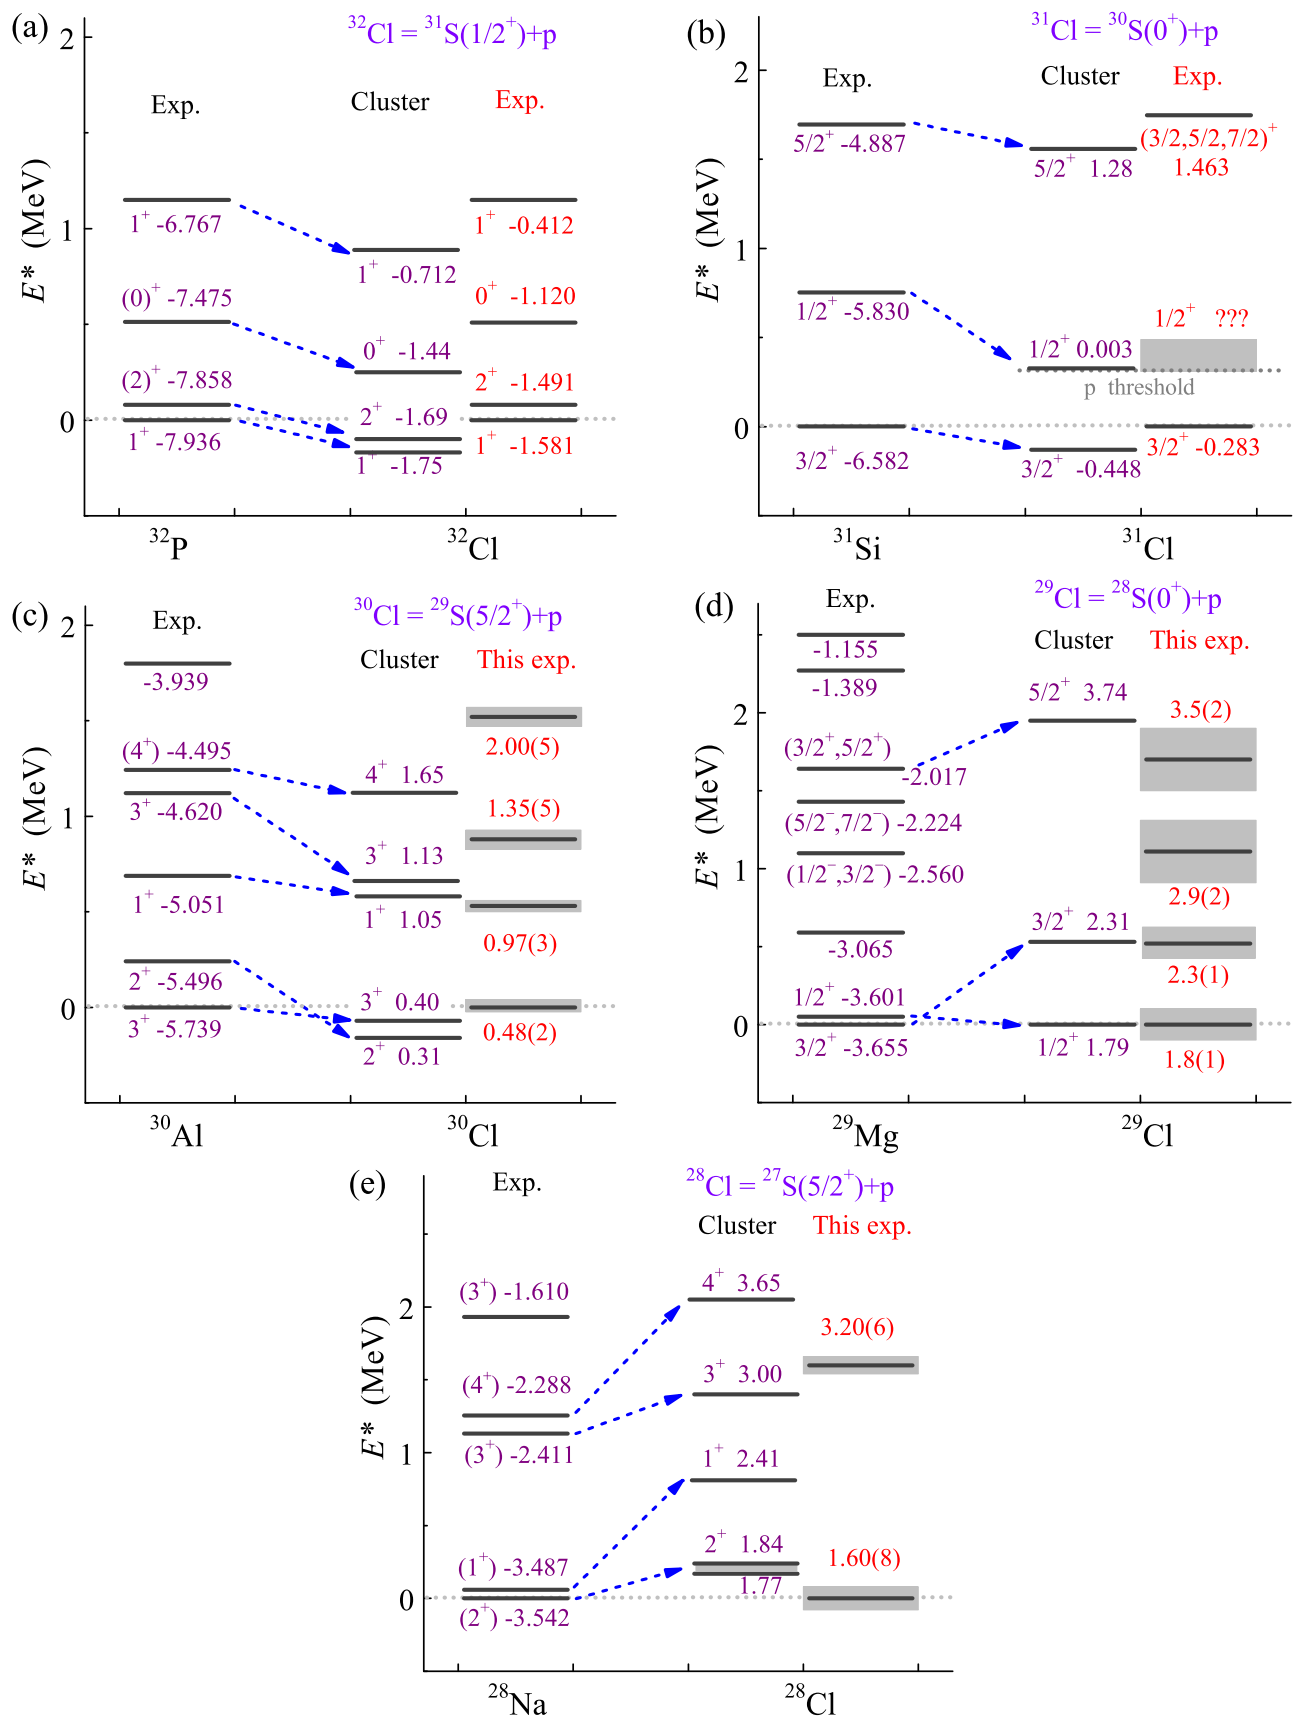 (a)
³²Cl = ³¹S(1/2⁺)+p
Exp.
Cluster
Exp.
E* (MeV)
2
1
0
1⁺ -6.767
(0)⁺ -7.475
(2)⁺ -7.858
1⁺ -7.936
1⁺ -0.712
0⁺ -1.44
2⁺ -1.69
1⁺ -1.75
1⁺ -0.412
0⁺ -1.120
2⁺ -1.491
1⁺ -1.581
³²P
³²Cl
(b)
³¹Cl = ³⁰S(0⁺)+p
Exp.
Cluster
Exp.
E* (MeV)
2
1
0
5/2⁺ -4.887
1/2⁺ -5.830
3/2⁺ -6.582
5/2⁺ 1.28
1/2⁺ 0.003
p threshold
3/2⁺ -0.448
(3/2,5/2,7/2)⁺
1.463
1/2⁺ ???
3/2⁺ -0.283
³¹Si
³¹Cl
(c)
³⁰Cl = ²⁹S(5/2⁺)+p
Exp.
Cluster
This exp.
E* (MeV)
2
1
0
-3.939
(4⁺) -4.495
3⁺ -4.620
1⁺ -5.051
2⁺ -5.496
3⁺ -5.739
4⁺ 1.65
3⁺ 1.13
1⁺ 1.05
3⁺ 0.40
2⁺ 0.31
2.00(5)
1.35(5)
0.97(3)
0.48(2)
³⁰Al
³⁰Cl
(d)
²⁹Cl = ²⁸S(0⁺)+p
Exp.
Cluster
This exp.
E* (MeV)
2
1
0
-1.155
-1.389
(3/2⁺,5/2⁺)
-2.017
(5/2⁻,7/2⁻) -2.224
(1/2⁻,3/2⁻) -2.560
-3.065
1/2⁺ -3.601
3/2⁺ -3.655
5/2⁺ 3.74
3/2⁺ 2.31
1/2⁺ 1.79
3.5(2)
2.9(2)
2.3(1)
1.8(1)
²⁹Mg
²⁹Cl
(e)
²⁸Cl = ²⁷S(5/2⁺)+p
Exp.
Cluster
This exp.
E* (MeV)
2
1
0
(3⁺) -1.610
(4⁺) -2.288
(3⁺) -2.411
(1⁺) -3.487
(2⁺) -3.542
4⁺ 3.65
3⁺ 3.00
1⁺ 2.41
2⁺ 1.84
1.77
3.20(6)
1.60(8)
²⁸Na
²⁸Cl